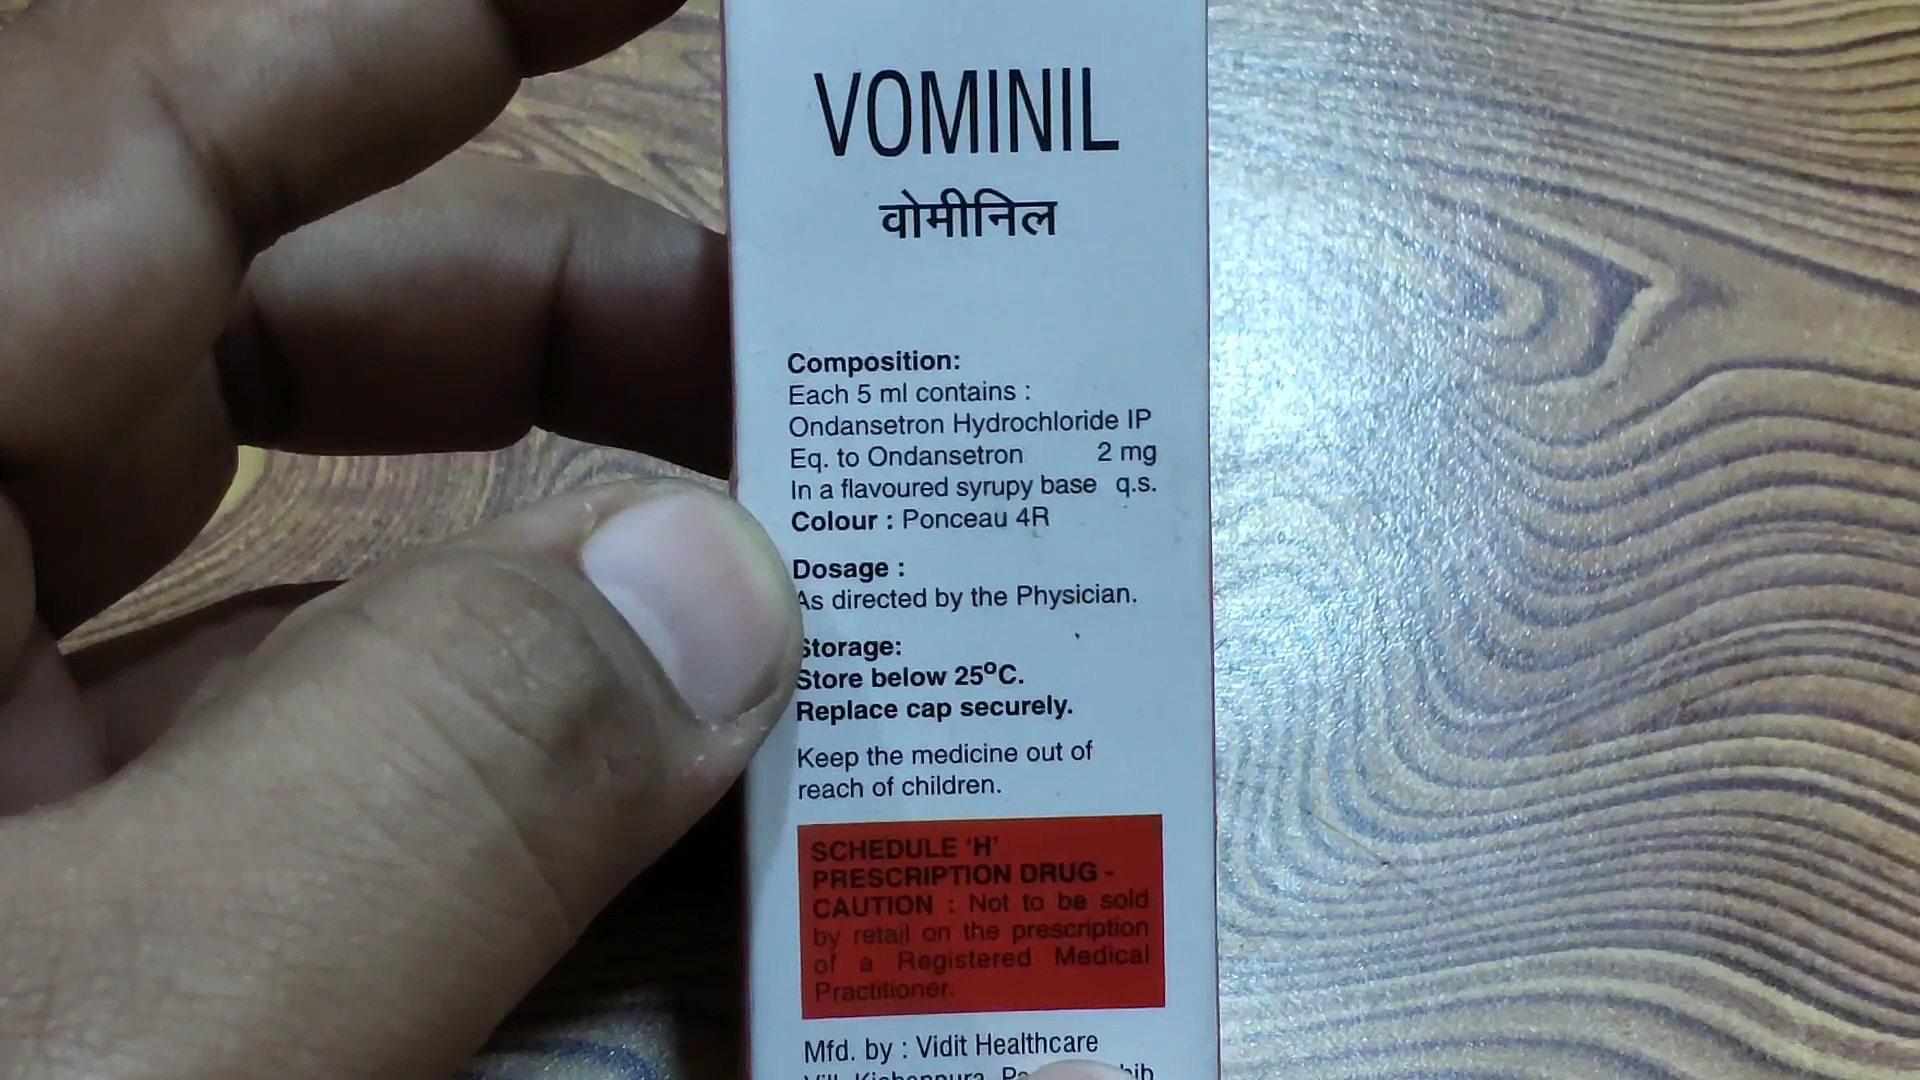 VOMINIL
वोमीनिल
Composition:
Each 5 ml contains :
Ondansetron Hydrochloride IP
Eq. to Ondansetron 2 mg
In a flavoured syrupy base q.s.
Colour : Ponceau 4R
Dosage :
As directed by the Physician.
Storage:
Store below 25ºC.
Replace cap securely.
Keep the medicine out of
reach of children.
SCHEDULE 'H'
PRESCRIPTION DRUG -
CAUTION : Not to be sold
by retail on the prescription
of a Registered Medical
Practitioner.
Mfd. by : Vidit Healthcare